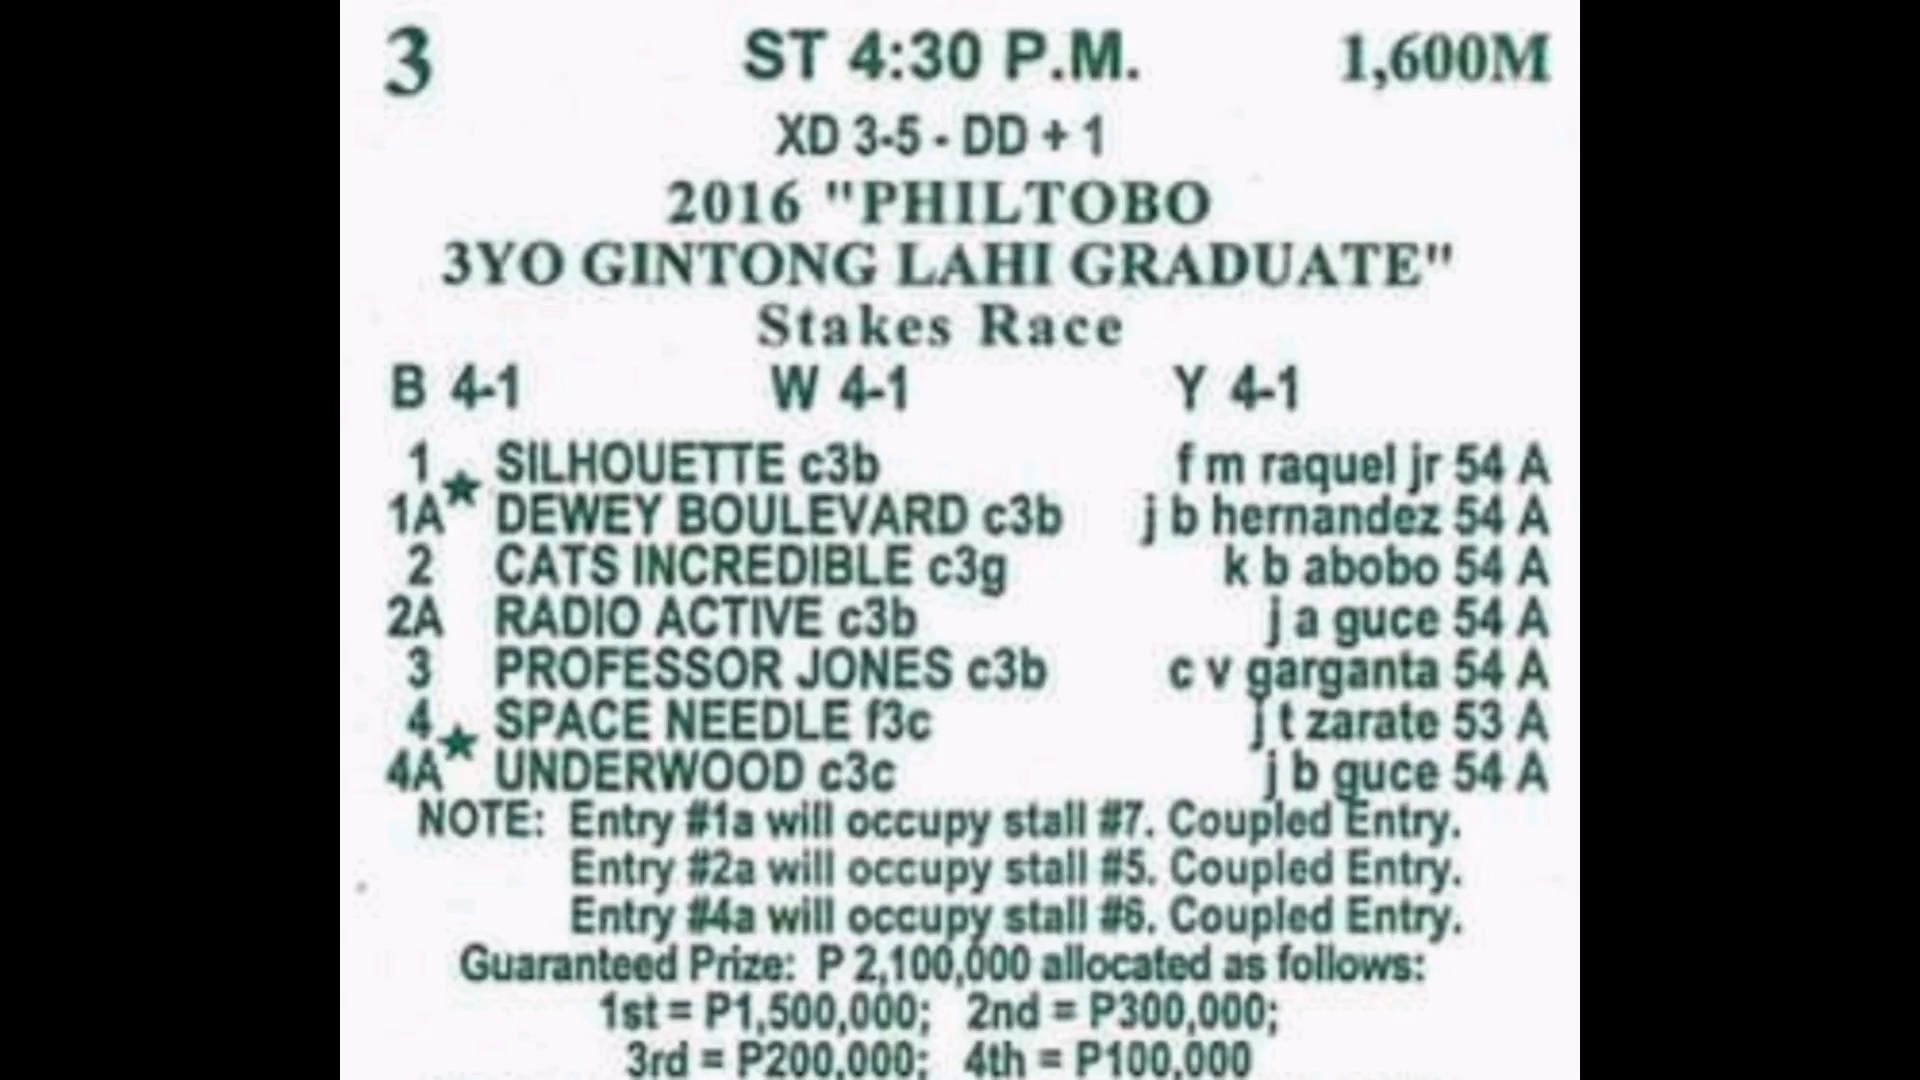 3 ST 4:30 P.M. 1,600M
XD 3-5 - DD + 1
2016 "PHILTOBO
3YO GINTONG LAHI GRADUATE"
Stakes Race
B 4-1 W 4-1 Y 4-1
1 SILHOUETTE c3b f m raquel jr 54 A
1A ★ DEWEY BOULEVARD c3b j b hernandez 54 A
2 CATS INCREDIBLE c3g k b abobo 54 A
2A RADIO ACTIVE c3b j a guce 54 A
3 PROFESSOR JONES c3b c v garganta 54 A
4 SPACE NEEDLE f3c j t zarate 53 A
4A ★ UNDERWOOD c3c j b guce 54 A
NOTE: Entry #1a will occupy stall #7. Coupled Entry.
Entry #2a will occupy stall #5. Coupled Entry.
Entry #4a will occupy stall #6. Coupled Entry.
Guaranteed Prize: P 2,100,000 allocated as follows:
1st = P1,500,000; 2nd = P300,000;
3rd = P200,000; 4th = P100,000